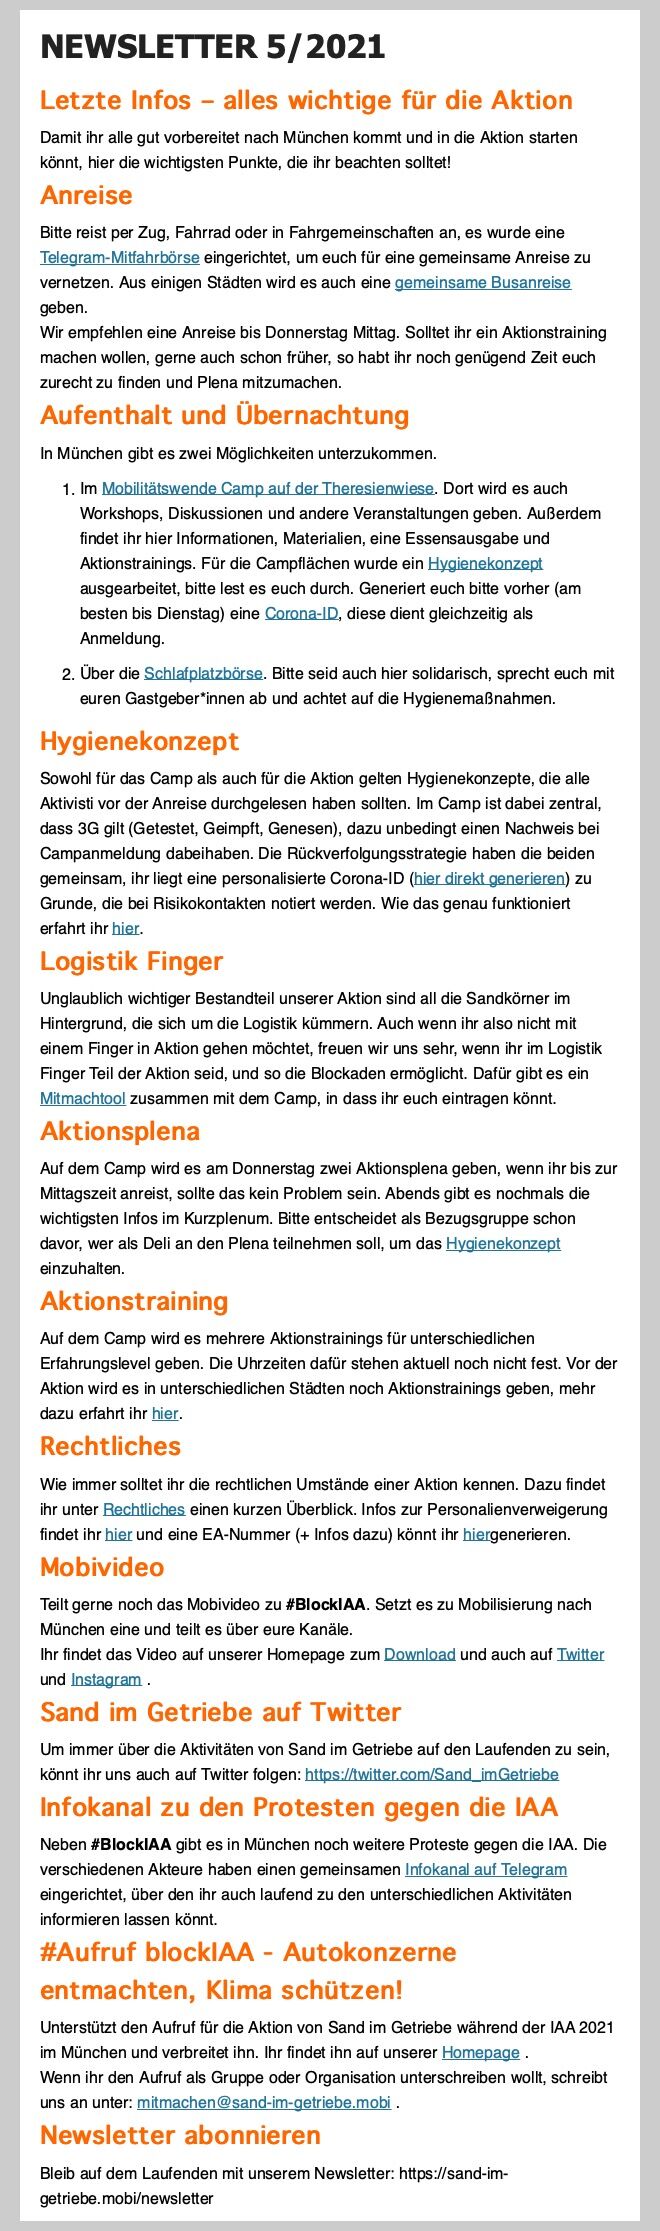 NEWSLETTER 5/2021
Letzte Infos – alles wichtige für die Aktion
Damit ihr alle gut vorbereitet nach München kommt und in die Aktion starten
könnt, hier die wichtigsten Punkte, die ihr beachten solltet!
Anreise
Bitte reist per Zug, Fahrrad oder in Fahrgemeinschaften an, es wurde eine
Telegram-Mitfahrbörse eingerichtet, um euch für eine gemeinsame Anreise zu
vernetzen. Aus einigen Städten wird es auch eine gemeinsame Busanreise
geben.
Wir empfehlen eine Anreise bis Donnerstag Mittag. Solltet ihr ein Aktionstraining
machen wollen, gerne auch schon früher, so habt ihr noch genügend Zeit euch
zurecht zu finden und Plena mitzumachen.
Aufenthalt und Übernachtung
In München gibt es zwei Möglichkeiten unterzukommen.
1. Im Mobilitätswende Camp auf der Theresienwiese. Dort wird es auch
Workshops, Diskussionen und andere Veranstaltungen geben. Außerdem
findet ihr hier Informationen, Materialien, eine Essensausgabe und
Aktionstrainings. Für die Campflächen wurde ein Hygienekonzept
ausgearbeitet, bitte lest es euch durch. Generiert euch bitte vorher (am
besten bis Dienstag) eine Corona-ID, diese dient gleichzeitig als
Anmeldung.
2. Über die Schlafplatzbörse. Bitte seid auch hier solidarisch, sprecht euch mit
euren Gastgeber*innen ab und achtet auf die Hygienemaßnahmen.
Hygienekonzept
Sowohl für das Camp als auch für die Aktion gelten Hygienekonzepte, die alle
Aktivisti vor der Anreise durchgelesen haben sollten. Im Camp ist dabei zentral,
dass 3G gilt (Getestet, Geimpft, Genesen), dazu unbedingt einen Nachweis bei
Campanmeldung dabeihaben. Die Rückverfolgungsstrategie haben die beiden
gemeinsam, ihr liegt eine personalisierte Corona-ID (hier direkt generieren) zu
Grunde, die bei Risikokontakten notiert werden. Wie das genau funktioniert
erfahrt ihr hier.
Logistik Finger
Unglaublich wichtiger Bestandteil unserer Aktion sind all die Sandkörner im
Hintergrund, die sich um die Logistik kümmern. Auch wenn ihr also nicht mit
einem Finger in Aktion gehen möchtet, freuen wir uns sehr, wenn ihr im Logistik
Finger Teil der Aktion seid, und so die Blockaden ermöglicht. Dafür gibt es ein
Mitmachtool zusammen mit dem Camp, in dass ihr euch eintragen könnt.
Aktionsplena
Auf dem Camp wird es am Donnerstag zwei Aktionsplena geben, wenn ihr bis zur
Mittagszeit anreist, sollte das kein Problem sein. Abends gibt es nochmals die
wichtigsten Infos im Kurzplenum. Bitte entscheidet als Bezugsgruppe schon
davor, wer als Deli an den Plena teilnehmen soll, um das Hygienekonzept
einzuhalten.
Aktionstraining
Auf dem Camp wird es mehrere Aktionstrainings für unterschiedlichen
Erfahrungslevel geben. Die Uhrzeiten dafür stehen aktuell noch nicht fest. Vor der
Aktion wird es in unterschiedlichen Städten noch Aktionstrainings geben, mehr
dazu erfahrt ihr hier.
Rechtliches
Wie immer solltet ihr die rechtlichen Umstände einer Aktion kennen. Dazu findet
ihr unter Rechtliches einen kurzen Überblick. Infos zur Personalienverweigerung
findet ihr hier und eine EA-Nummer (+ Infos dazu) könnt ihr hiergenerieren.
Mobivideo
Teilt gerne noch das Mobivideo zu #BlockIAA. Setzt es zu Mobilisierung nach
München eine und teilt es über eure Kanäle.
Ihr findet das Video auf unserer Homepage zum Download und auch auf Twitter
und Instagram .
Sand im Getriebe auf Twitter
Um immer über die Aktivitäten von Sand im Getriebe auf den Laufenden zu sein,
könnt ihr uns auch auf Twitter folgen: https://twitter.com/Sand_imGetriebe
Infokanal zu den Protesten gegen die IAA
Neben #BlockIAA gibt es in München noch weitere Proteste gegen die IAA. Die
verschiedenen Akteure haben einen gemeinsamen Infokanal auf Telegram
eingerichtet, über den ihr auch laufend zu den unterschiedlichen Aktivitäten
informieren lassen könnt.
#Aufruf blockIAA - Autokonzerne
entmachten, Klima schützen!
Unterstützt den Aufruf für die Aktion von Sand im Getriebe während der IAA 2021
im München und verbreitet ihn. Ihr findet ihn auf unserer Homepage .
Wenn ihr den Aufruf als Gruppe oder Organisation unterschreiben wollt, schreibt
uns an unter: mitmachen@sand-im-getriebe.mobi .
Newsletter abonnieren
Bleib auf dem Laufenden mit unserem Newsletter: https://sand-im-
getriebe.mobi/newsletter